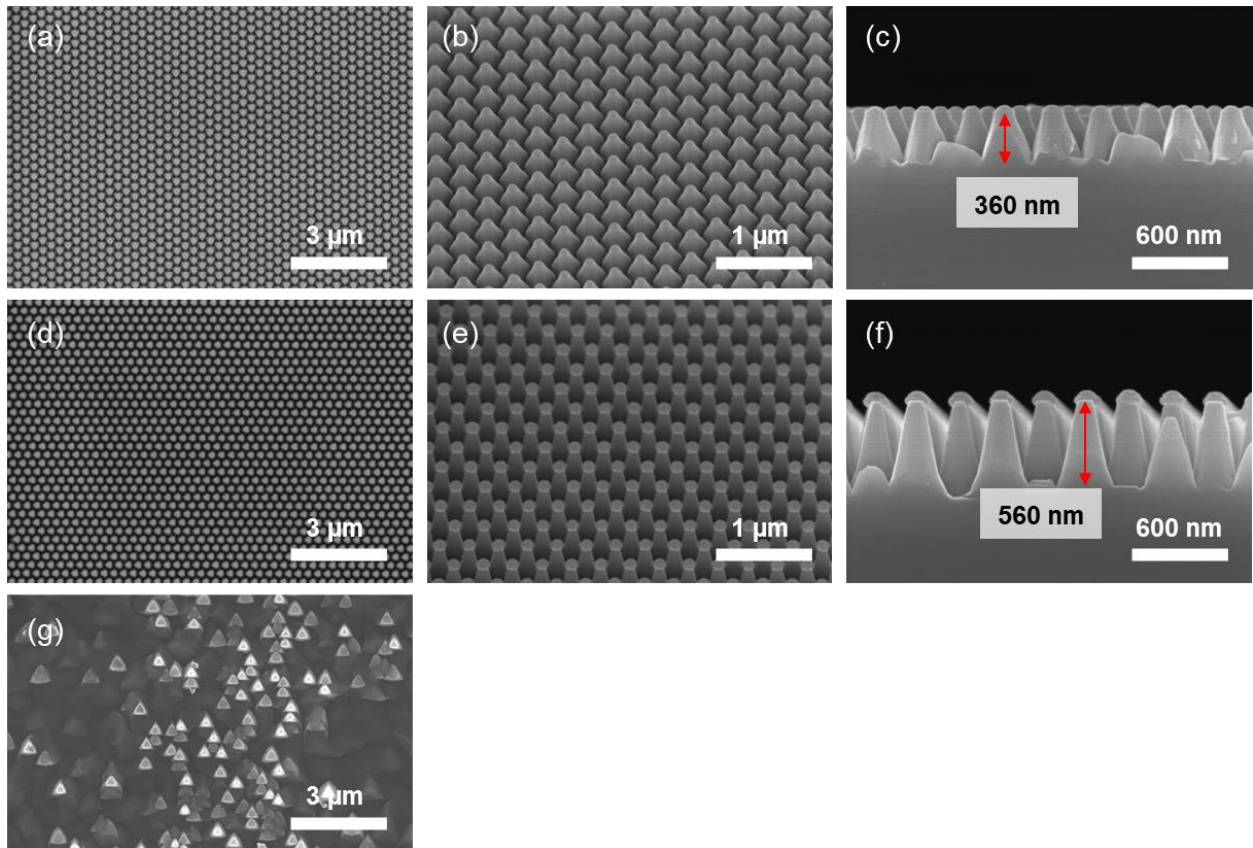 (a)
3 µm
(b)
1 µm
(c)
360 nm
600 nm
(d)
3 µm
(e)
1 µm
(f)
560 nm
600 nm
(g)
3 µm